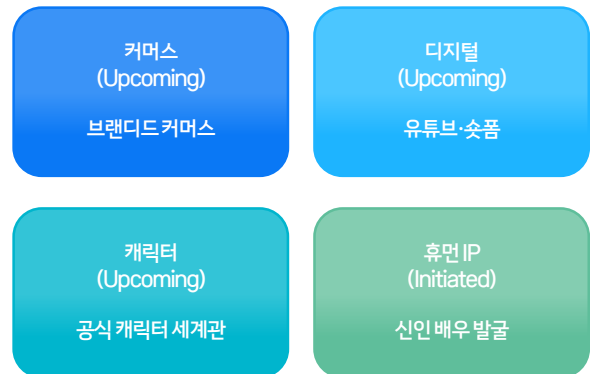 커머스
(Upcoming)
브랜디드 커머스
디지털
(Upcoming)
유튜브·숏폼
캐릭터
(Upcoming)
공식 캐릭터 세계관
휴먼 IP
(Initiated)
신인 배우 발굴